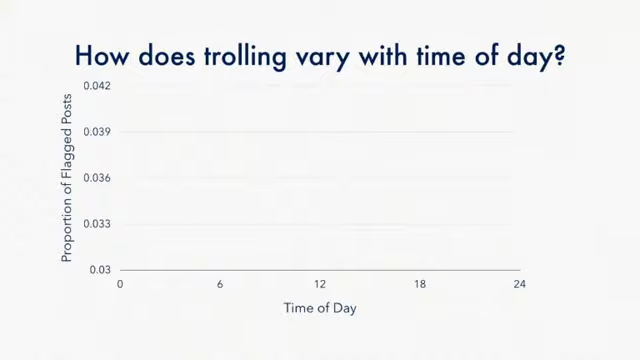 How does trolling vary with time of day?
Proportion of Flagged Posts
0.042
0.039
0.036
0.033
0.03
0 6 12 18 24
Time of Day